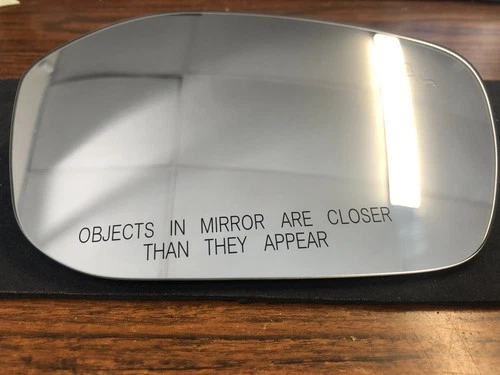 OBJECTS IN MIRROR ARE CLOSER
THAN THEY APPEAR